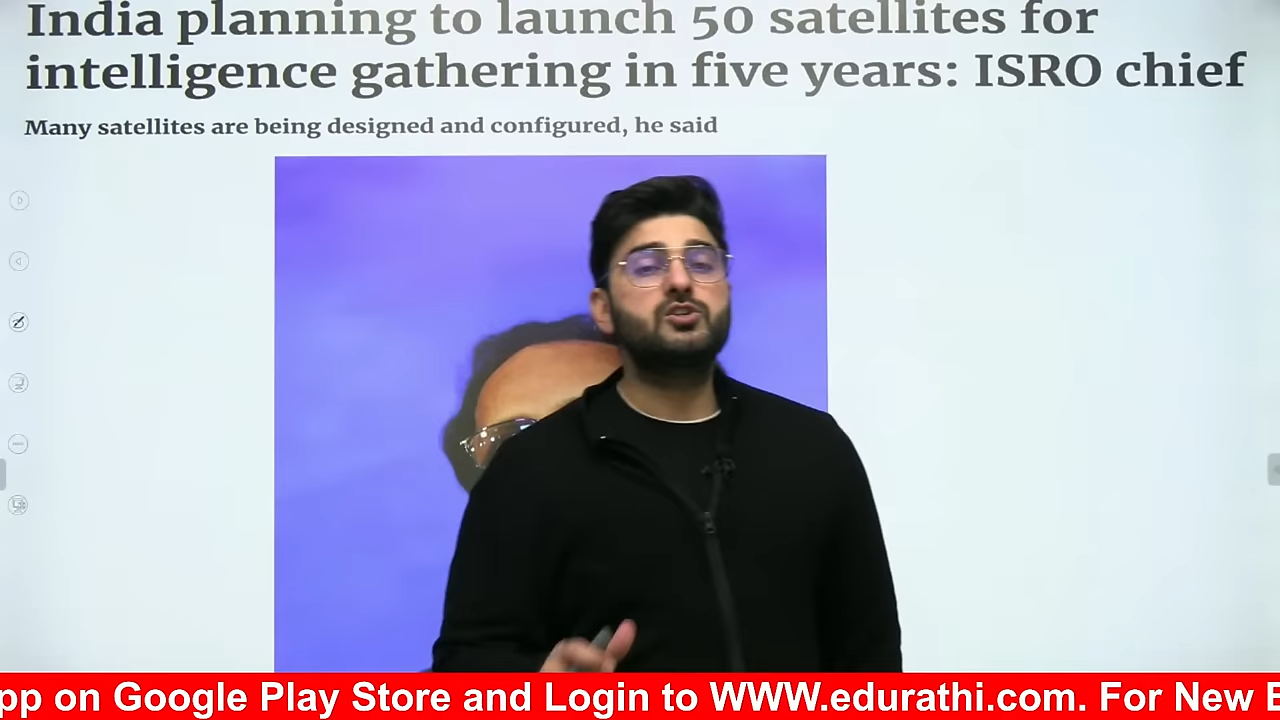 India planning to launch 50 satellites for
intelligence gathering in five years: ISRO chief
Many satellites are being designed and configured, he said
pp on Google Play Store and Login to WWW.edurathi.com. For New